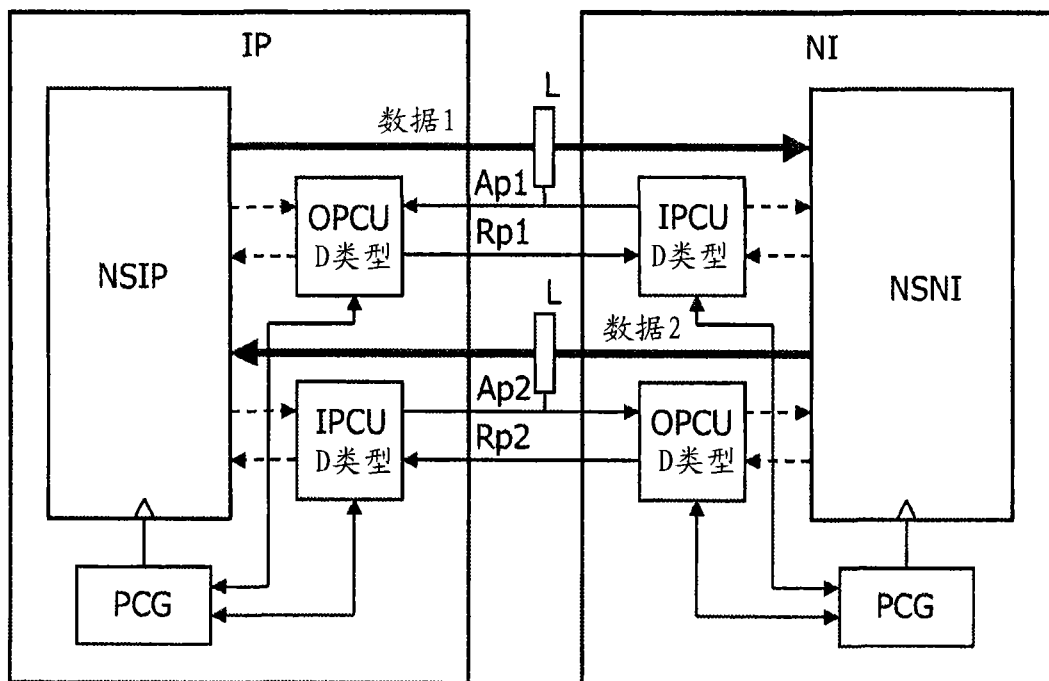 IP
NI
L
数据1
Ap1
OPCU
D类型
Rp1
IPCU
D类型
NSIP
NSNI
L
数据2
Ap2
IPCU
D类型
Rp2
OPCU
D类型
PCG
PCG